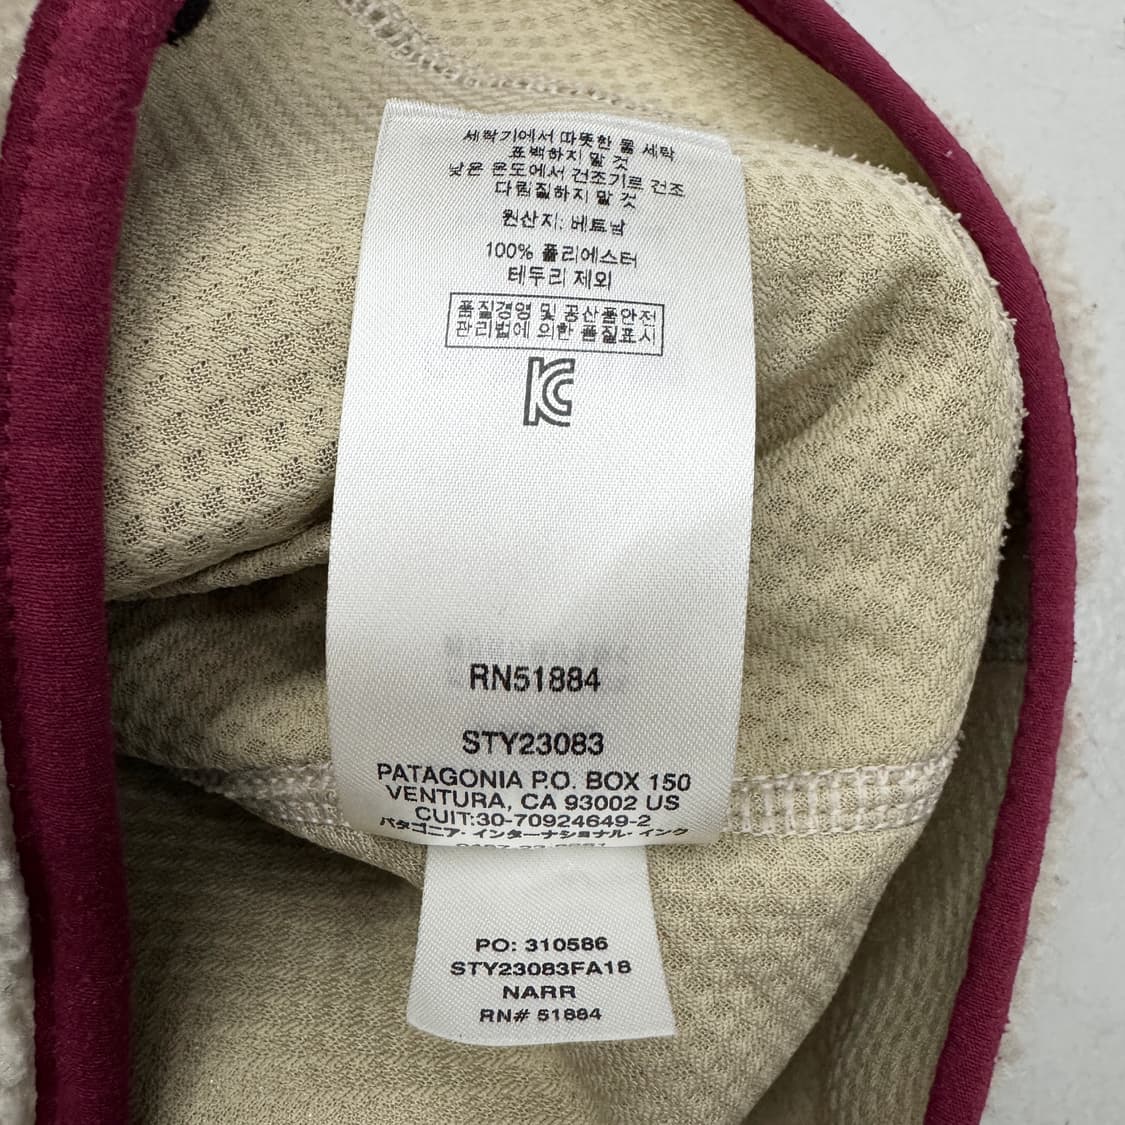 세탁기에서 따뜻한 물 세탁
표백하지 말 것
낮은 온도에서 건조기로 건조
다림질하지 말 것
원산지: 베트남
100% 폴리에스터
테두리 제외
품질경영 및 공산품안전
관리법에 의한 품질표시
RN51884
STY23083
PATAGONIA P.O. BOX 150
VENTURA, CA 93002 US
CUIT:30-70924649-2
パタゴニア・インターナショナル・インク
PO: 310586
STY23083FA18
NARR
RN# 51884